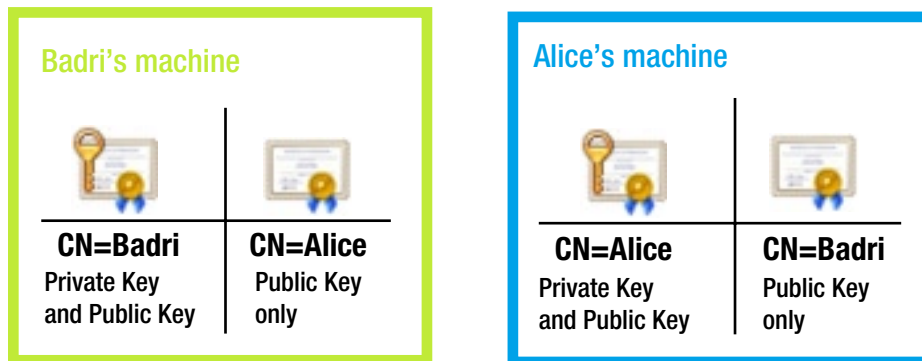 Badri's machine
CN=Badri
Private Key
and Public Key
CN=Alice
Public Key
only
Alice's machine
CN=Alice
Private Key
and Public Key
CN=Badri
Public Key
only